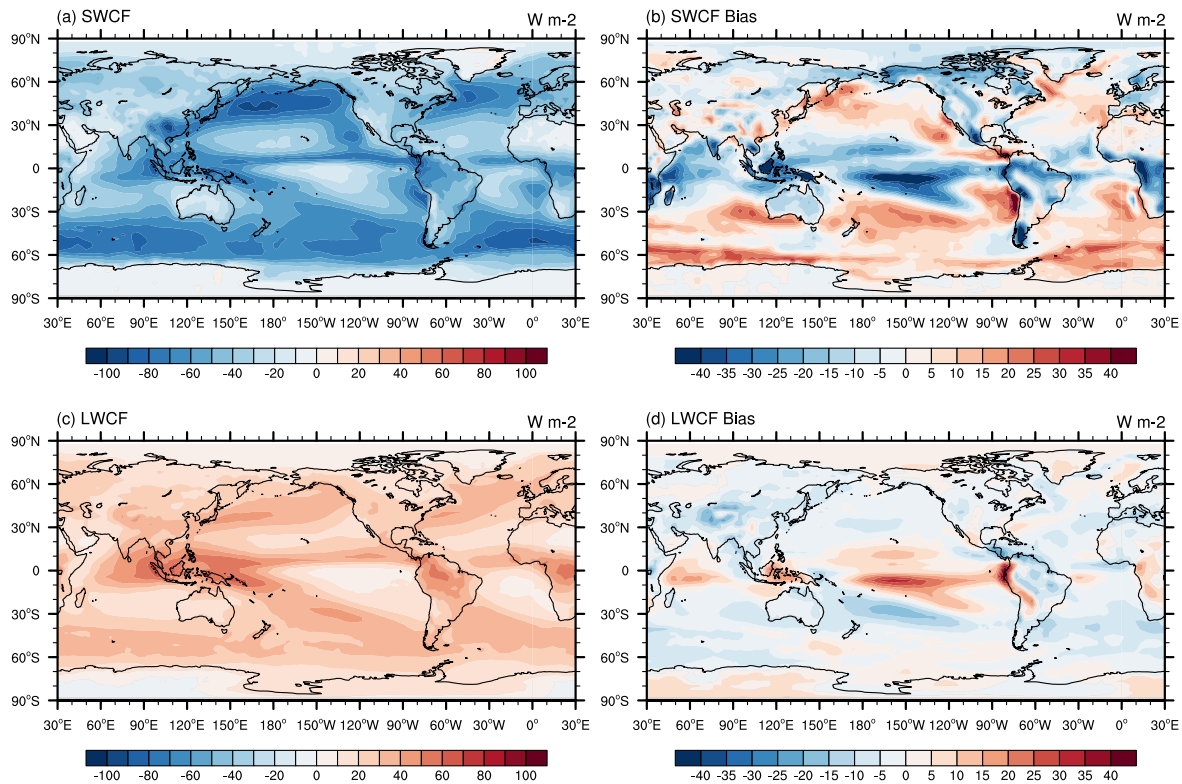 (a) SWCF W m-2
90°N
60°N
30°N
0
30°S
60°S
90°S
30°E 60°E 90°E 120°E 150°E 180° 150°W 120°W 90°W 60°W 30°W 0° 30°E
-100 -80 -60 -40 -20 0 20 40 60 80 100
(b) SWCF Bias W m-2
90°N
60°N
30°N
0
30°S
60°S
90°S
30°E 60°E 90°E 120°E 150°E 180° 150°W 120°W 90°W 60°W 30°W 0° 30°E
-40 -35 -30 -25 -20 -15 -10 -5 0 5 10 15 20 25 30 35 40
(c) LWCF W m-2
90°N
60°N
30°N
0
30°S
60°S
90°S
30°E 60°E 90°E 120°E 150°E 180° 150°W 120°W 90°W 60°W 30°W 0° 30°E
-100 -80 -60 -40 -20 0 20 40 60 80 100
(d) LWCF Bias W m-2
90°N
60°N
30°N
0
30°S
60°S
90°S
30°E 60°E 90°E 120°E 150°E 180° 150°W 120°W 90°W 60°W 30°W 0° 30°E
-40 -35 -30 -25 -20 -15 -10 -5 0 5 10 15 20 25 30 35 40